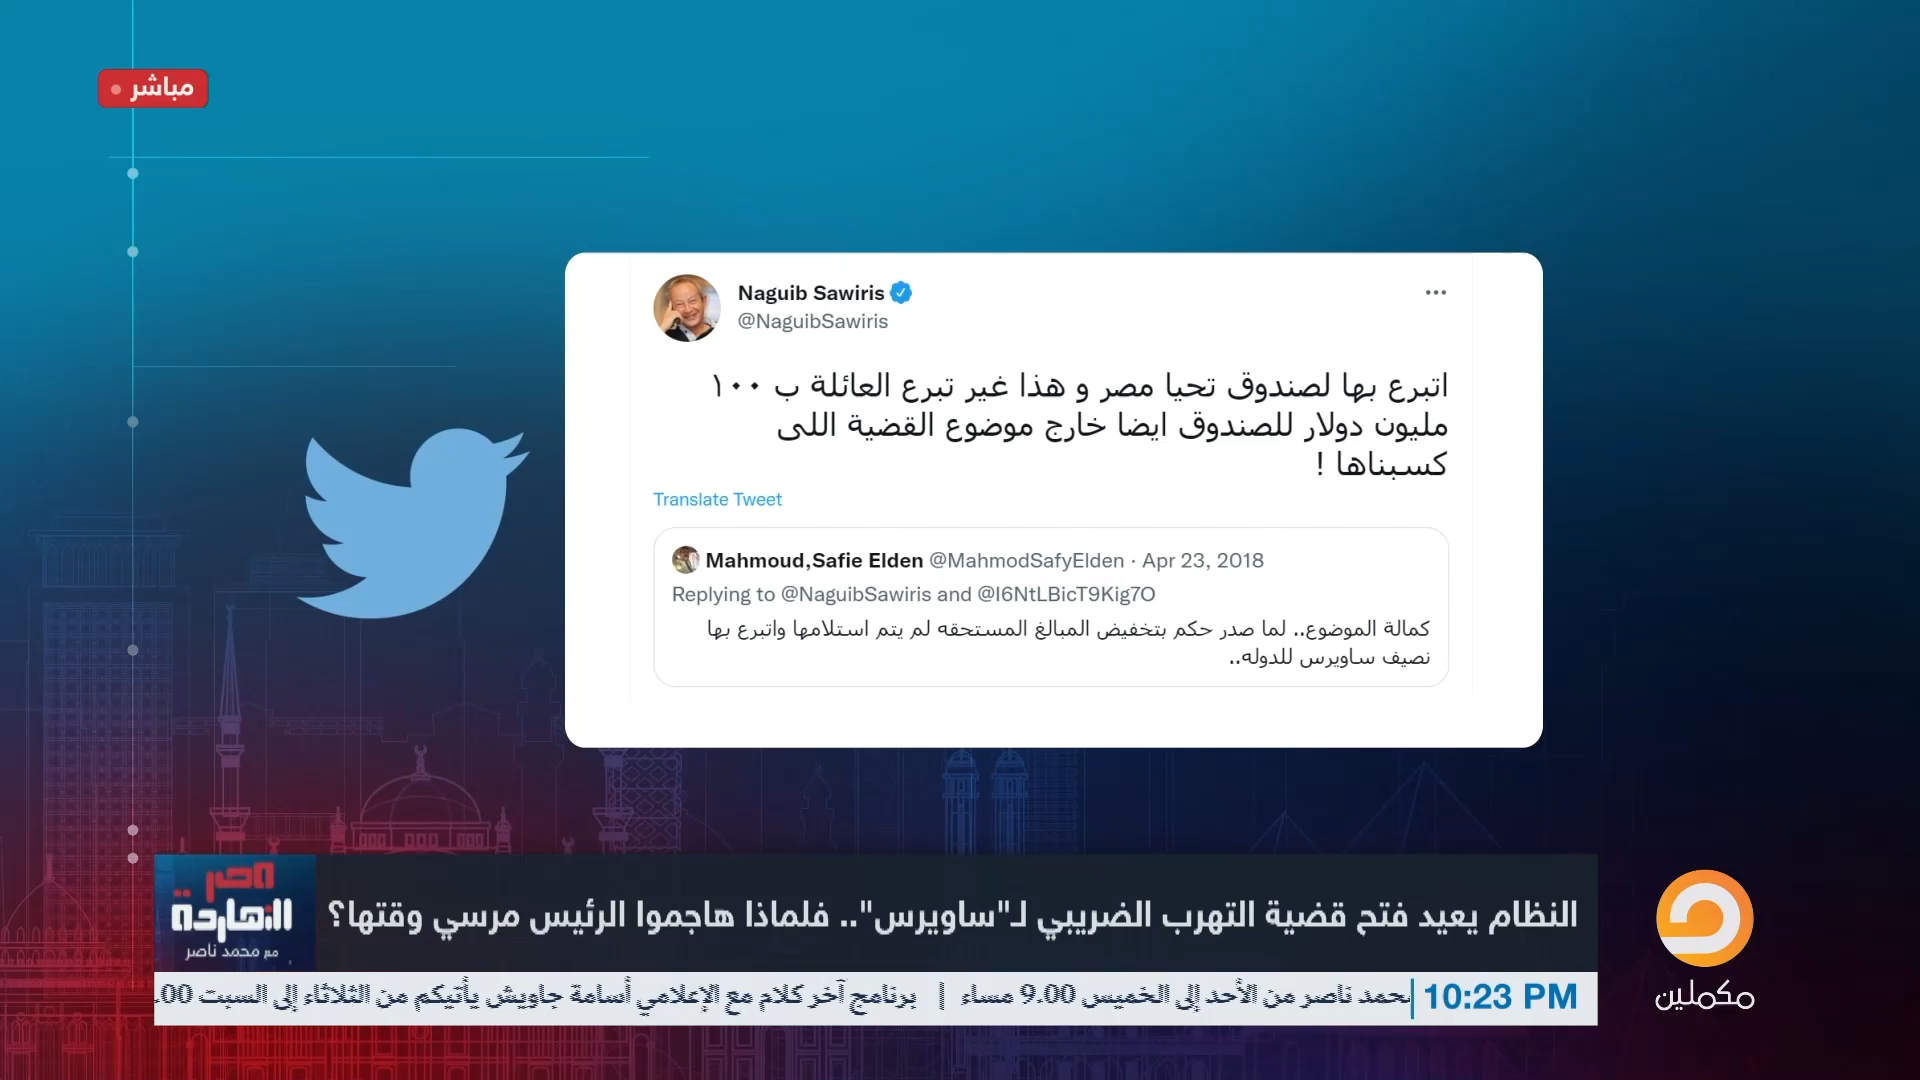 مباشر
Naguib Sawiris
@NaguibSawiris
اتبرع بها لصندوق تحيا مصر و هذا غير تبرع العائلة ب ١٠٠
مليون دولار للصندوق ايضا خارج موضوع القضية اللى
كسبناها !
Translate Tweet
Mahmoud,Safie Elden @MahmodSafyElden · Apr 23, 2018
Replying to @NaguibSawiris and @I6NtLBicT9Kig7O
كمالة الموضوع.. لما صدر حكم بتخفيض المبالغ المستحقه لم يتم استلامها واتبرع بها
نصيف ساويرس للدوله..
مصر
النهاردة
مع محمد ناصر
النظام يعيد فتح قضية التهرب الضريبي لـ"ساويرس".. فلماذا هاجموا الرئيس مرسي وقتها؟
10:23 PM
محمد ناصر من الأحد إلى الخميس 9.00 مساء | برنامج آخر كلام مع الإعلامي أسامة جاويش يأتيكم من الثلاثاء إلى السبت 00.
مكملين